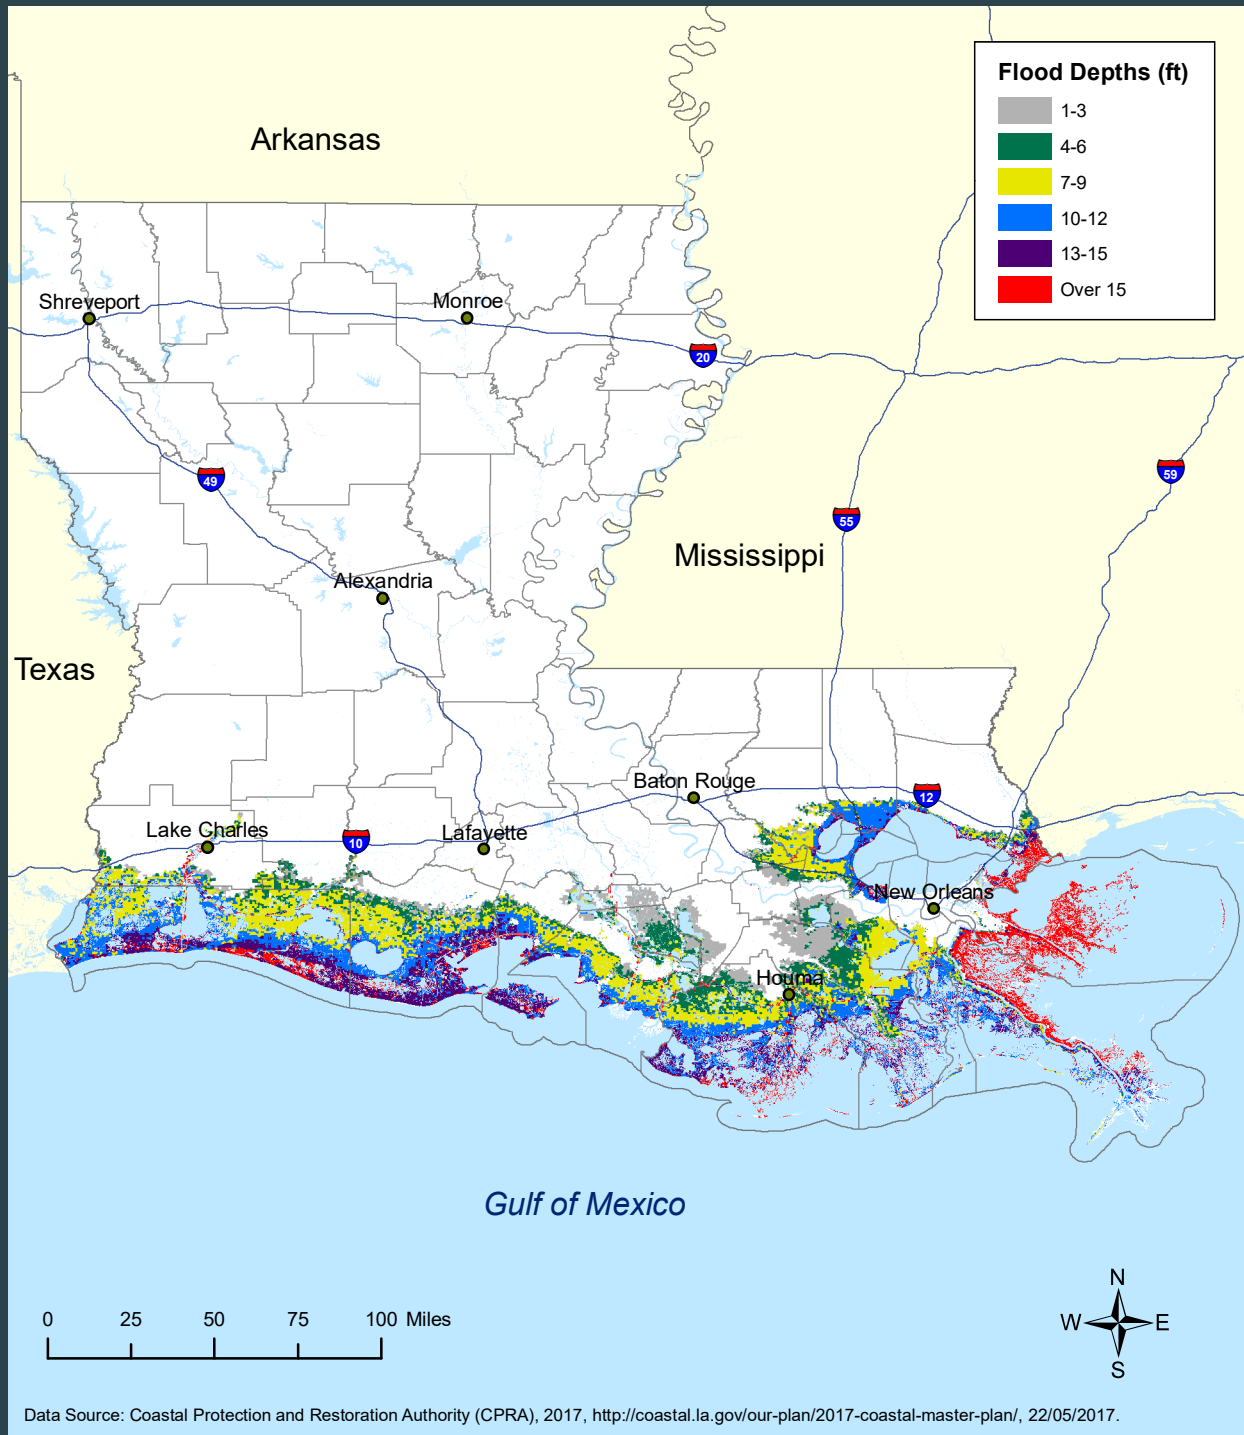 Flood Depths (ft)
1-3
4-6
7-9
10-12
13-15
Over 15
Arkansas
Shreveport
Monroe
20
49
59
55
Mississippi
Alexandria
Texas
Baton Rouge
12
Lake Charles
10
Lafayette
New Orleans
Houma
Gulf of Mexico
0 25 50 75 100 Miles
N
W E
S
Data Source: Coastal Protection and Restoration Authority (CPRA), 2017, http://coastal.la.gov/our-plan/2017-coastal-master-plan/, 22/05/2017.